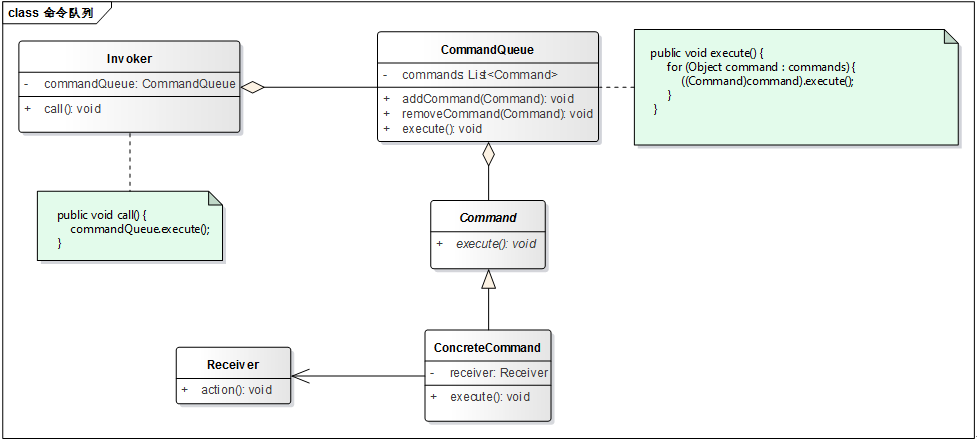 class 命令队列
Invoker
- commandQueue: CommandQueue
+ call(): void
CommandQueue
- commands: List<Command>
+ addCommand(Command): void
+ removeCommand(Command): void
+ execute(): void
public void execute() {
for (Object command : commands) {
((Command)command).execute();
}
}
public void call() {
commandQueue.execute();
}
Command
+ execute(): void
ConcreteCommand
- receiver: Receiver
+ execute(): void
Receiver
+ action(): void